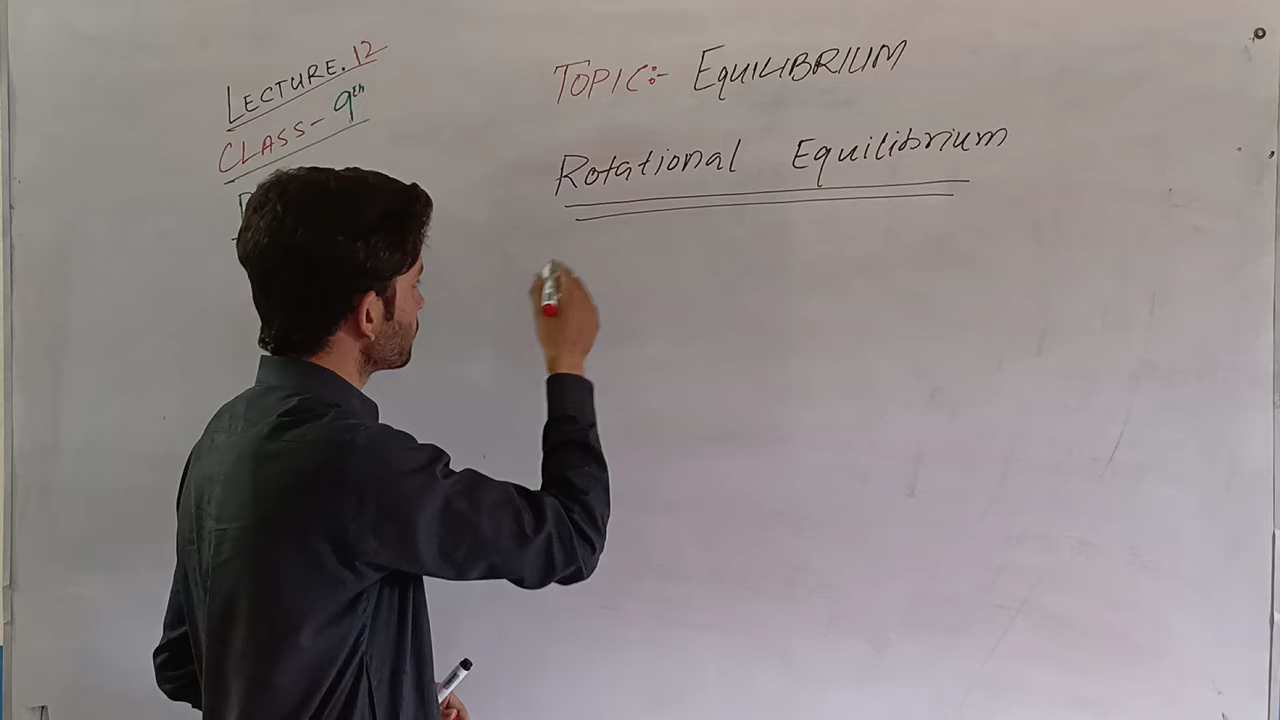 LECTURE. 12
CLASS- 9th
TOPIC:- EQUILIBRIUM
Rotational Equilibrium